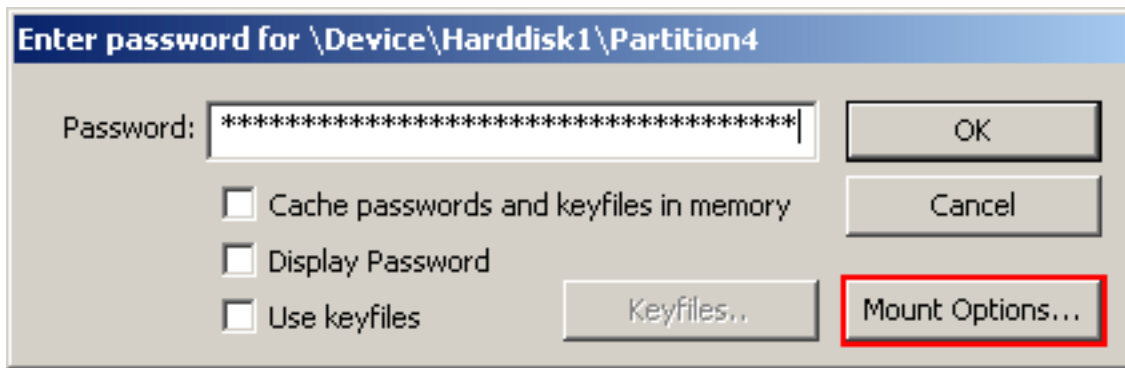 Enter password for \Device\Harddisk1\Partition4
Password: ************************************
OK
Cache passwords and keyfiles in memory
Cancel
Display Password
Use keyfiles
Keyfiles..
Mount Options...